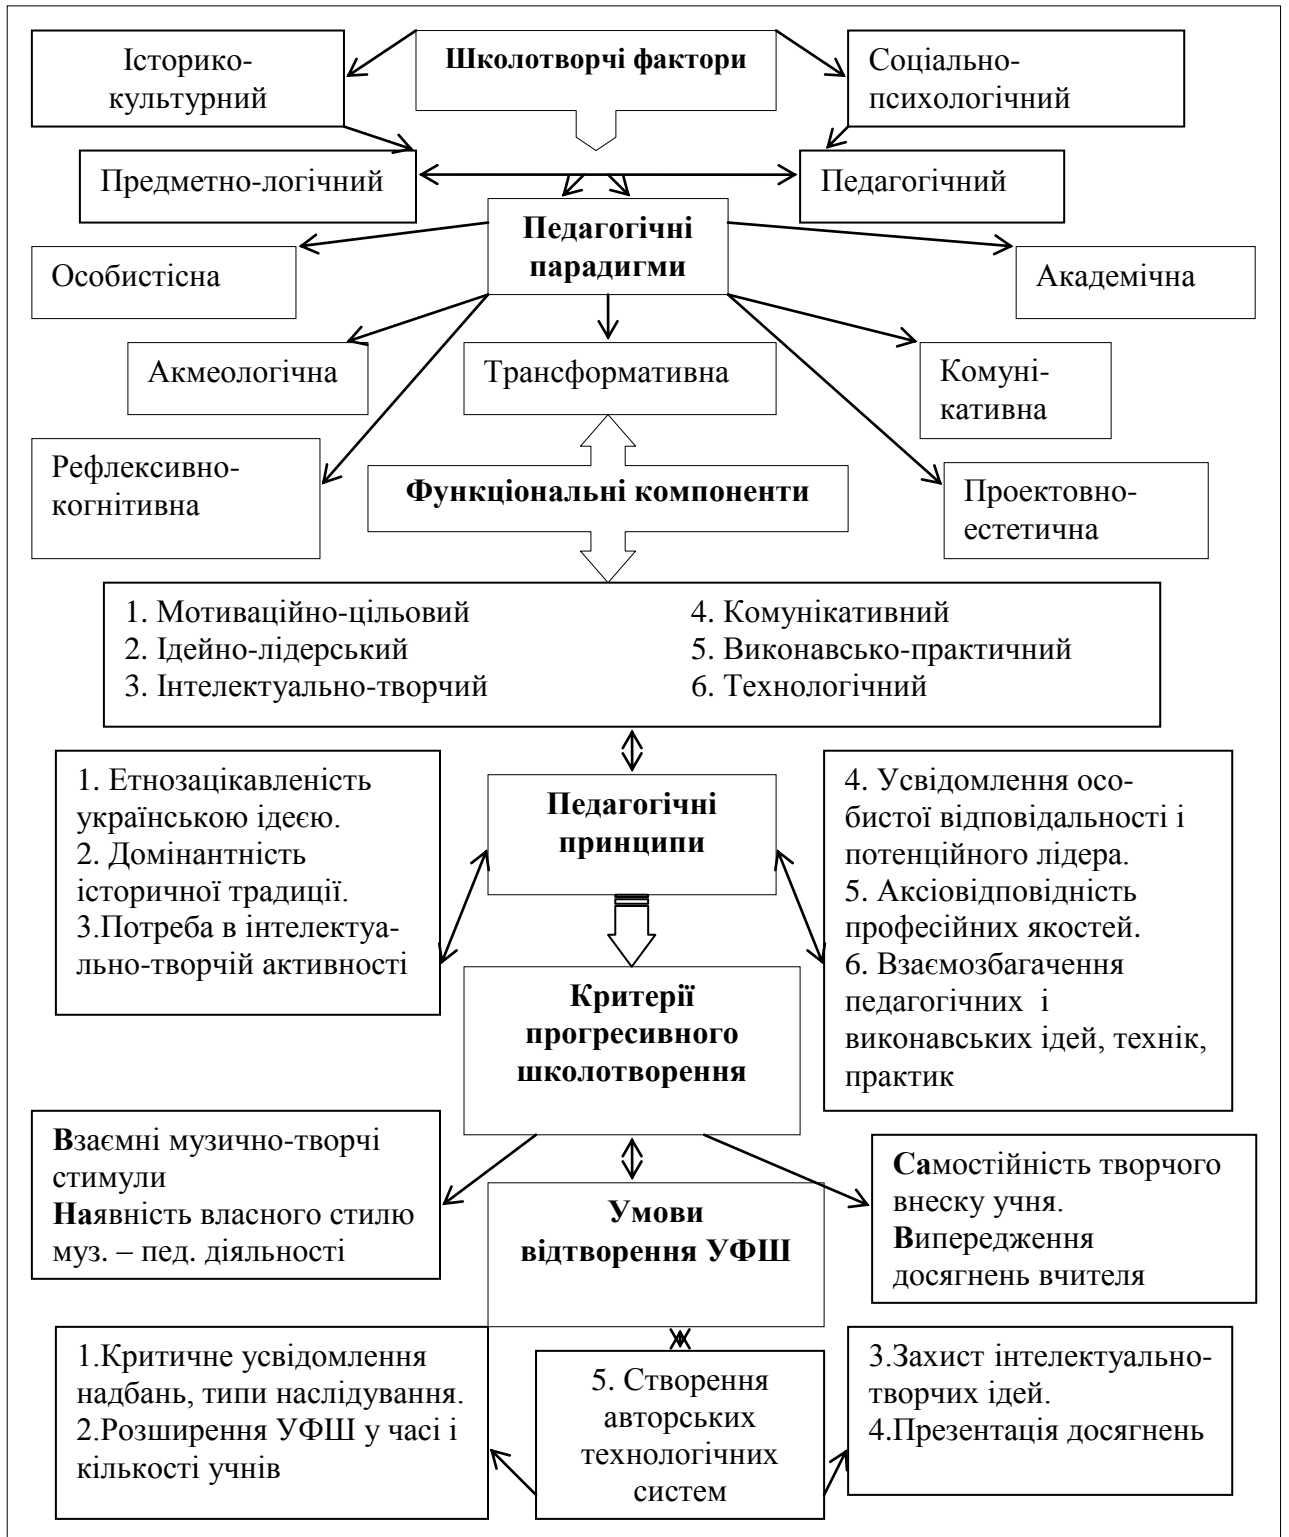 Школотворчі фактори
Історико-
культурний
Соціально-
психологічний
Предметно-логічний
Педагогічний
Педагогічні
парадигми
Особистісна
Академічна
Акмеологічна
Трансформативна
Комуні-
кативна
Рефлексивно-
когнітивна
Функціональні компоненти
Проектовно-
естетична
1. Мотиваційно-цільовий
2. Ідейно-лідерський
3. Інтелектуально-творчий
4. Комунікативний
5. Виконавсько-практичний
6. Технологічний
1. Етнозацікавленість
українською ідеєю.
2. Домінантність
історичної традиції.
3.Потреба в інтелектуа-
льно-творчій активності
Педагогічні
принципи
4. Усвідомлення осо-
бистої відповідальності і
потенційного лідера.
5. Аксіовідповідність
професійних якостей.
6. Взаємозбагачення
педагогічних і
виконавських ідей, технік,
практик
Критерії
прогресивного
школотворення
Взаємні музично-творчі
стимули
Наявність власного стилю
муз. – пед. діяльності
Самостійність творчого
внеску учня.
Випередження
досягнень вчителя
Умови
відтворення УФШ
1.Критичне усвідомлення
надбань, типи наслідування.
2.Розширення УФШ у часі і
кількості учнів
5. Створення
авторських
технологічних
систем
3.Захист інтелектуально-
творчих ідей.
4.Презентація досягнень